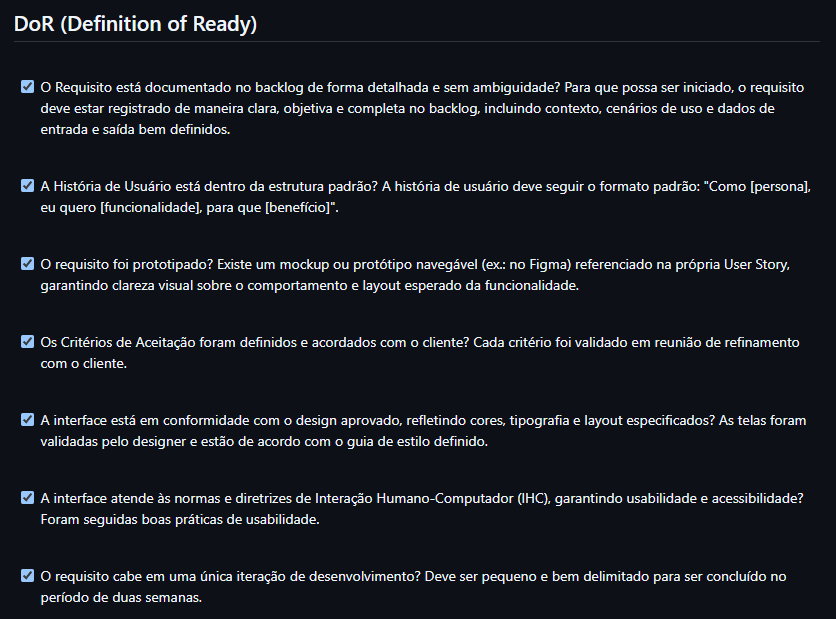 DoR (Definition of Ready)
O Requisito está documentado no backlog de forma detalhada e sem ambiguidade? Para que possa ser iniciado, o requisito
deve estar registrado de maneira clara, objetiva e completa no backlog, incluindo contexto, cenários de uso e dados de
entrada e saída bem definidos.
A História de Usuário está dentro da estrutura padrão? A história de usuário deve seguir o formato padrão: "Como [persona],
eu quero [funcionalidade], para que [benefício]".
O requisito foi prototipado? Existe um mockup ou protótipo navegável (ex.: no Figma) referenciado na própria User Story,
garantindo clareza visual sobre o comportamento e layout esperado da funcionalidade.
Os Critérios de Aceitação foram definidos e acordados com o cliente? Cada critério foi validado em reunião de refinamento
com o cliente.
A interface está em conformidade com o design aprovado, refletindo cores, tipografia e layout especificados? As telas foram
validadas pelo designer e estão de acordo com o guia de estilo definido.
A interface atende às normas e diretrizes de Interação Humano-Computador (IHC), garantindo usabilidade e acessibilidade?
Foram seguidas boas práticas de usabilidade.
O requisito cabe em uma única iteração de desenvolvimento? Deve ser pequeno e bem delimitado para ser concluído no
período de duas semanas.